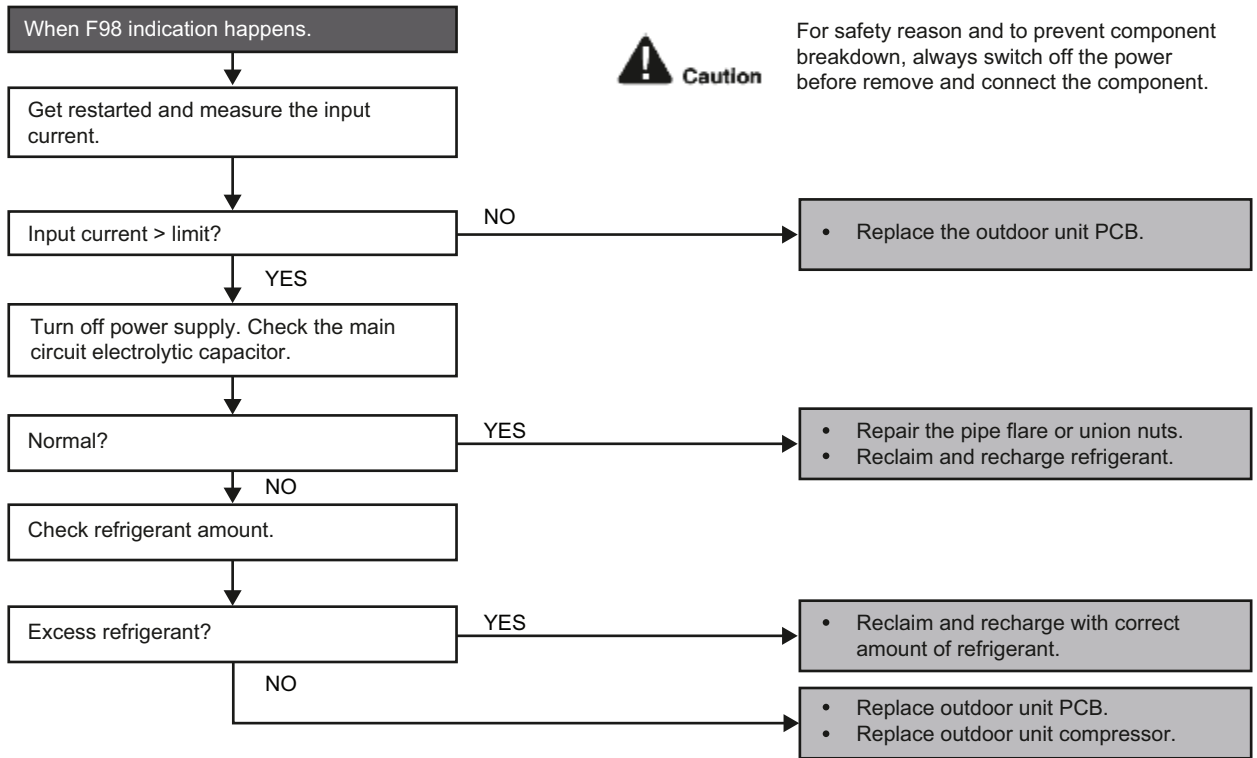 When F98 indication happens.
Caution
For safety reason and to prevent component
breakdown, always switch off the power
before remove and connect the component.
Get restarted and measure the input
current.
Input current > limit?
NO
• Replace the outdoor unit PCB.
YES
Turn off power supply. Check the main
circuit electrolytic capacitor.
Normal?
YES
• Repair the pipe flare or union nuts.
• Reclaim and recharge refrigerant.
NO
Check refrigerant amount.
Excess refrigerant?
YES
• Reclaim and recharge with correct
amount of refrigerant.
NO
• Replace outdoor unit PCB.
• Replace outdoor unit compressor.